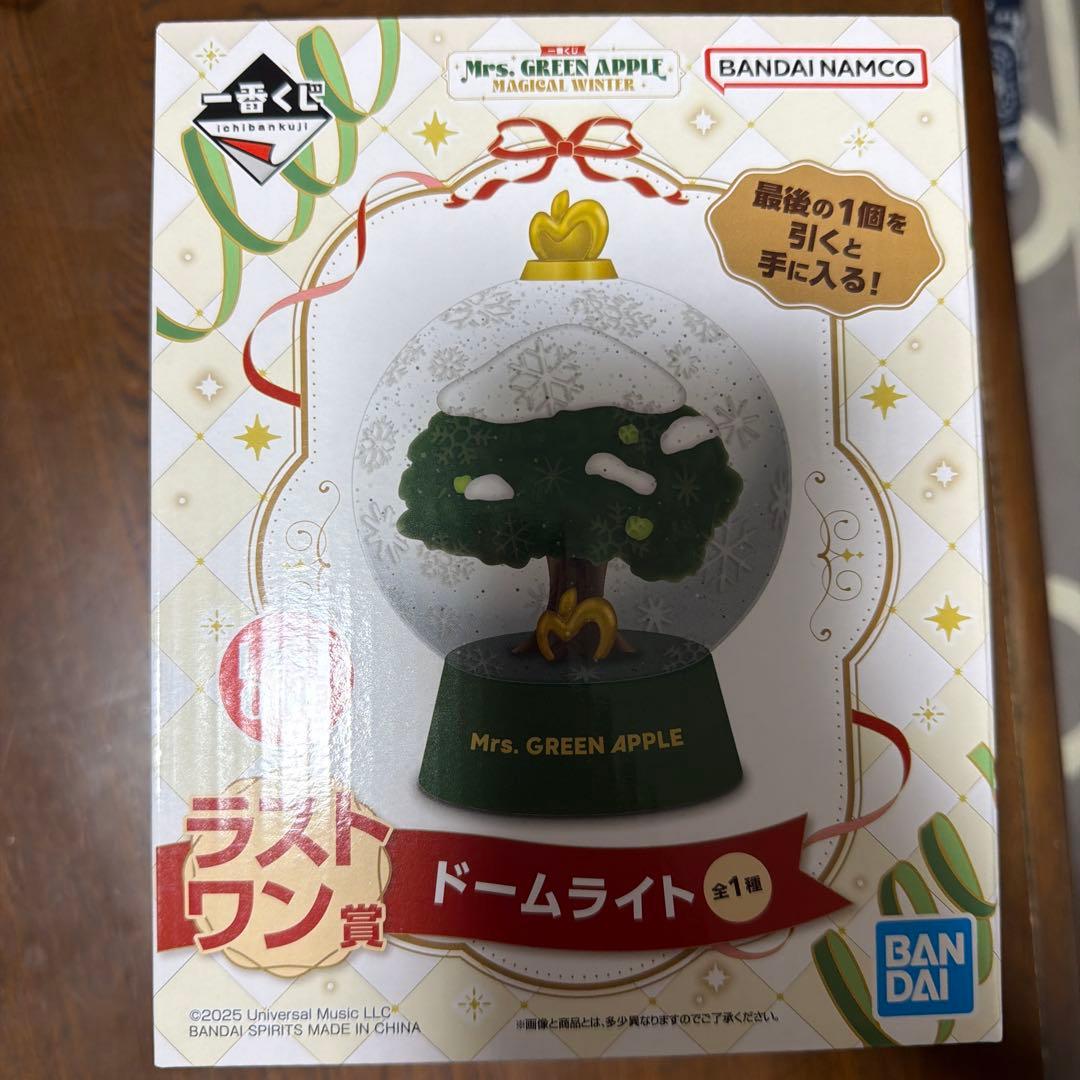 一番くじ
ichibankuji
一番くじ
Mrs. GREEN APPLE
MAGICAL WINTER
BANDAI NAMCO
最後の1個を
引くと
手に入る!
Mrs. GREEN APPLE
ラスト
ワン賞
ドームライト
全1種
BAN
DAI
©2025 Universal Music LLC
BANDAI SPIRITS MADE IN CHINA
※画像と商品とは、多少異なりますのでご了承ください。